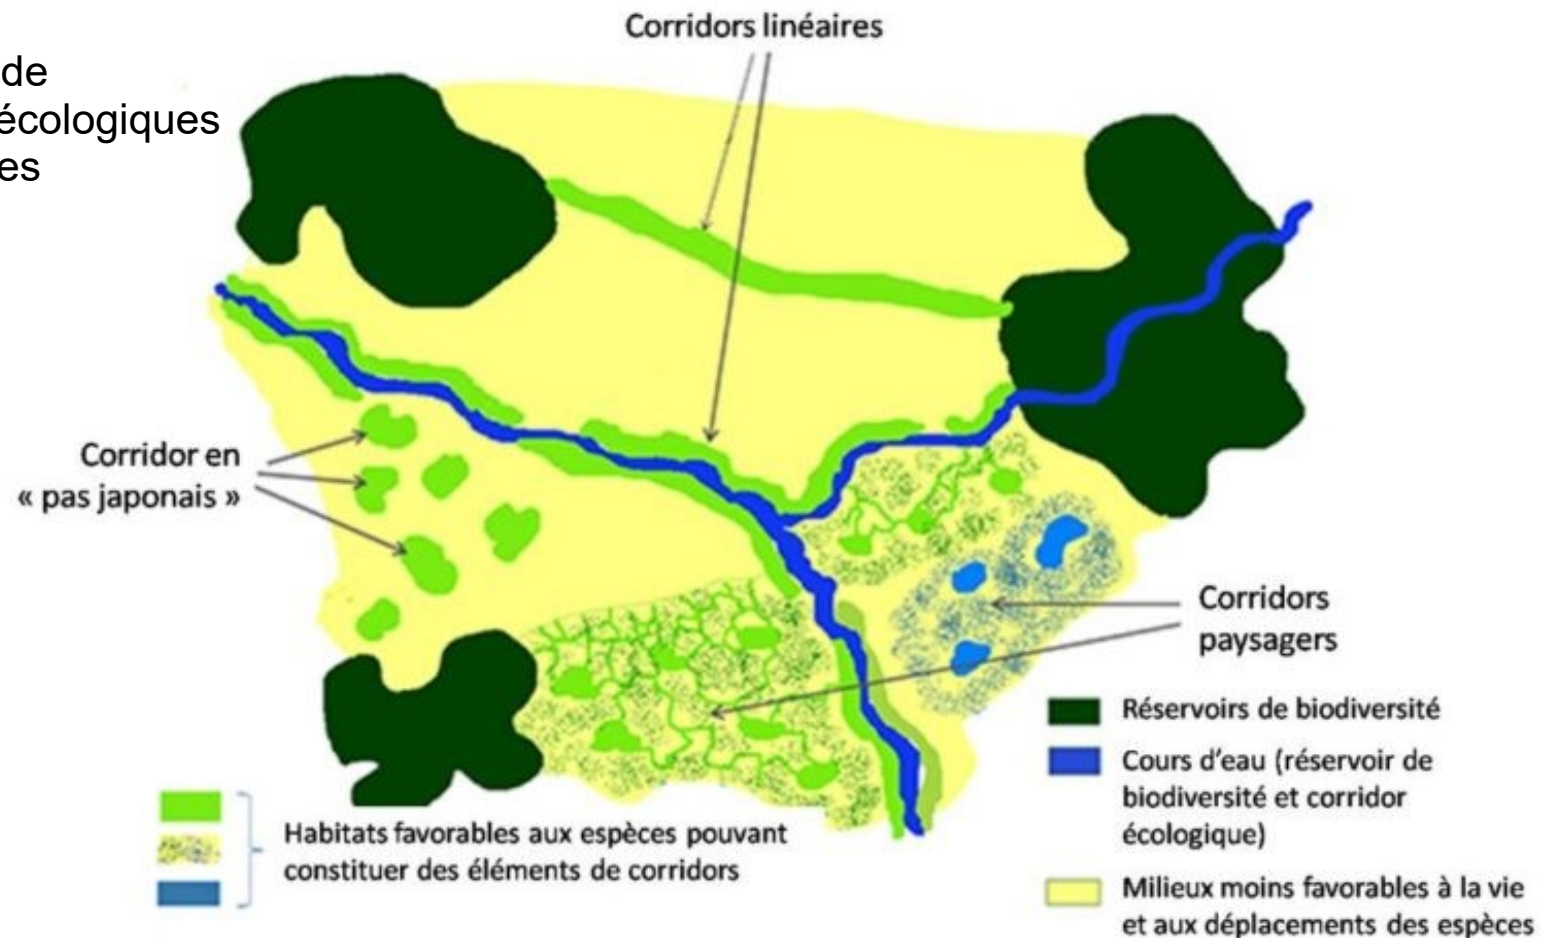 de
écologiques
es
Corridors linéaires
Corridor en
« pas japonais »
Corridors
paysagers
Réservoirs de biodiversité
Cours d'eau (réservoir de
biodiversité et corridor
écologique)
Milieux moins favorables à la vie
et aux déplacements des espèces
Habitats favorables aux espèces pouvant
constituer des éléments de corridors